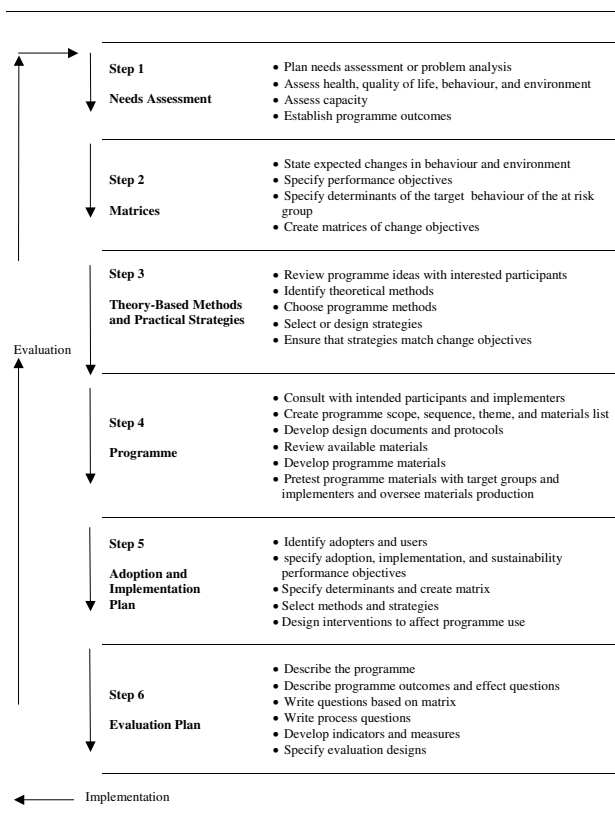 Step 1
Needs Assessment
• Plan needs assessment or problem analysis
• Assess health, quality of life, behaviour, and environment
• Assess capacity
• Establish programme outcomes
Step 2
Matrices
• State expected changes in behaviour and environment
• Specify performance objectives
• Specify determinants of the target behaviour of the at risk
group
• Create matrices of change objectives
Step 3
Theory-Based Methods
and Practical Strategies
• Review programme ideas with interested participants
• Identify theoretical methods
• Choose programme methods
• Select or design strategies
• Ensure that strategies match change objectives
Evaluation
Step 4
Programme
• Consult with intended participants and implementers
• Create programme scope, sequence, theme, and materials list
• Develop design documents and protocols
• Review available materials
• Develop programme materials
• Pretest programme materials with target groups and
implementers and oversee materials production
Step 5
Adoption and
Implementation
Plan
• Identify adopters and users
• specify adoption, implementation, and sustainability
performance objectives
• Specify determinants and create matrix
• Select methods and strategies
• Design interventions to affect programme use
Step 6
Evaluation Plan
• Describe the programme
• Describe programme outcomes and effect questions
• Write questions based on matrix
• Write process questions
• Develop indicators and measures
• Specify evaluation designs
Implementation